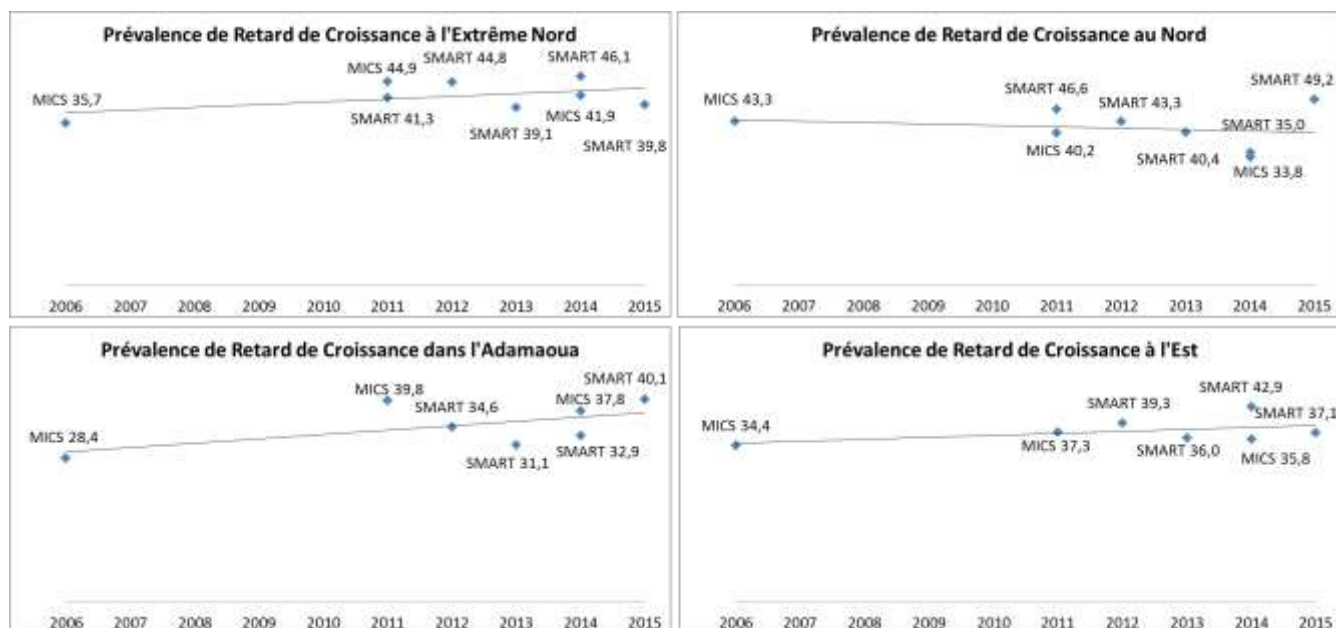 Prévalence de Retard de Croissance à l'Extrême Nord
MICS 35,7
MICS 44,9
SMART 41,3
SMART 44,8
SMART 39,1
SMART 46,1
MICS 41,9
SMART 39,8
2006 2007 2008 2009 2010 2011 2012 2013 2014 2015
Prévalence de Retard de Croissance au Nord
MICS 43,3
SMART 46,6
MICS 40,2
SMART 43,3
SMART 40,4
SMART 35,0
MICS 33,8
SMART 49,2
2006 2007 2008 2009 2010 2011 2012 2013 2014 2015
Prévalence de Retard de Croissance dans l'Adamaoua
MICS 28,4
MICS 39,8
SMART 34,6
SMART 31,1
MICS 37,8
SMART 32,9
SMART 40,1
2006 2007 2008 2009 2010 2011 2012 2013 2014 2015
Prévalence de Retard de Croissance à l'Est
MICS 34,4
MICS 37,3
SMART 39,3
SMART 36,0
SMART 42,9
MICS 35,8
SMART 37,1
2006 2007 2008 2009 2010 2011 2012 2013 2014 2015